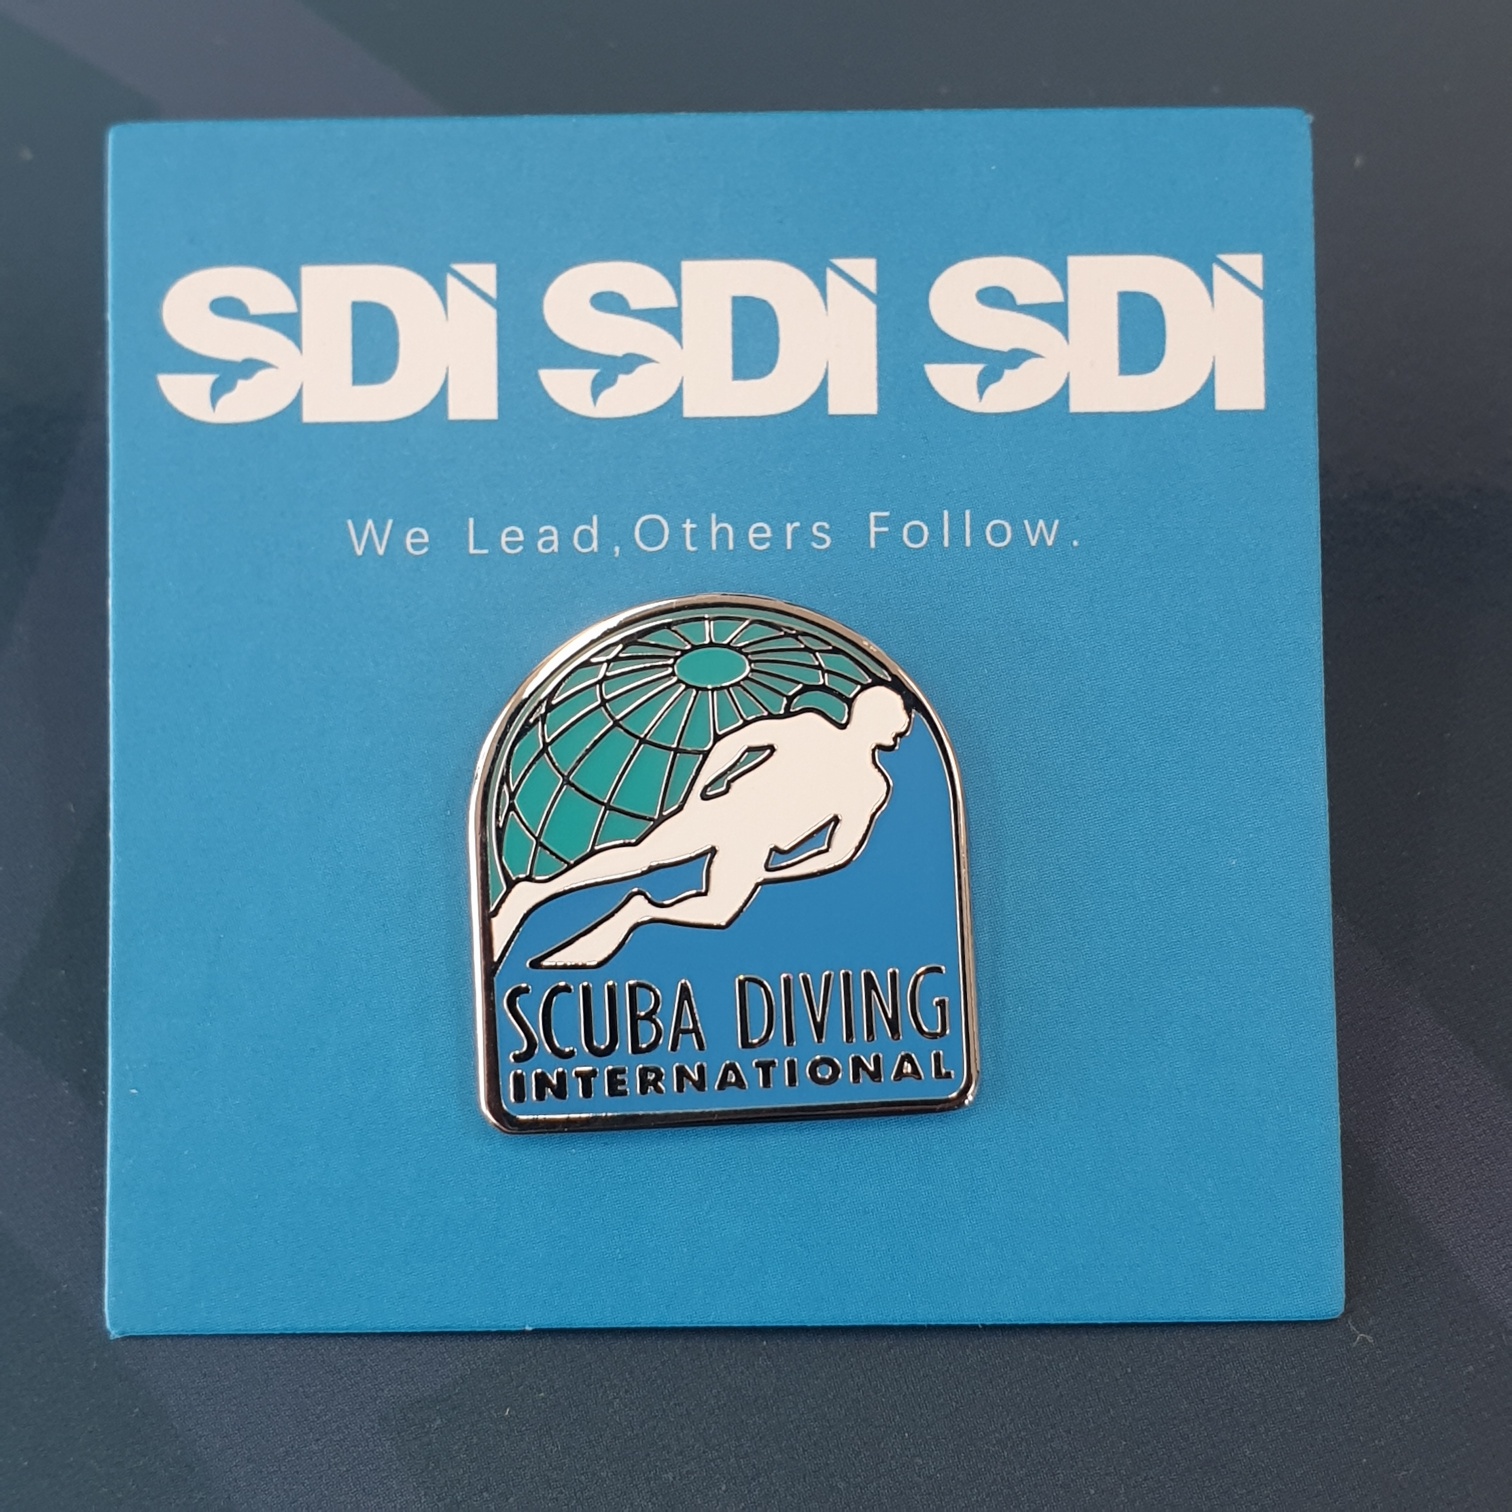 SDI SDI SDI
We Lead,Others Follow.
SCUBA DIVING
INTERNATIONAL